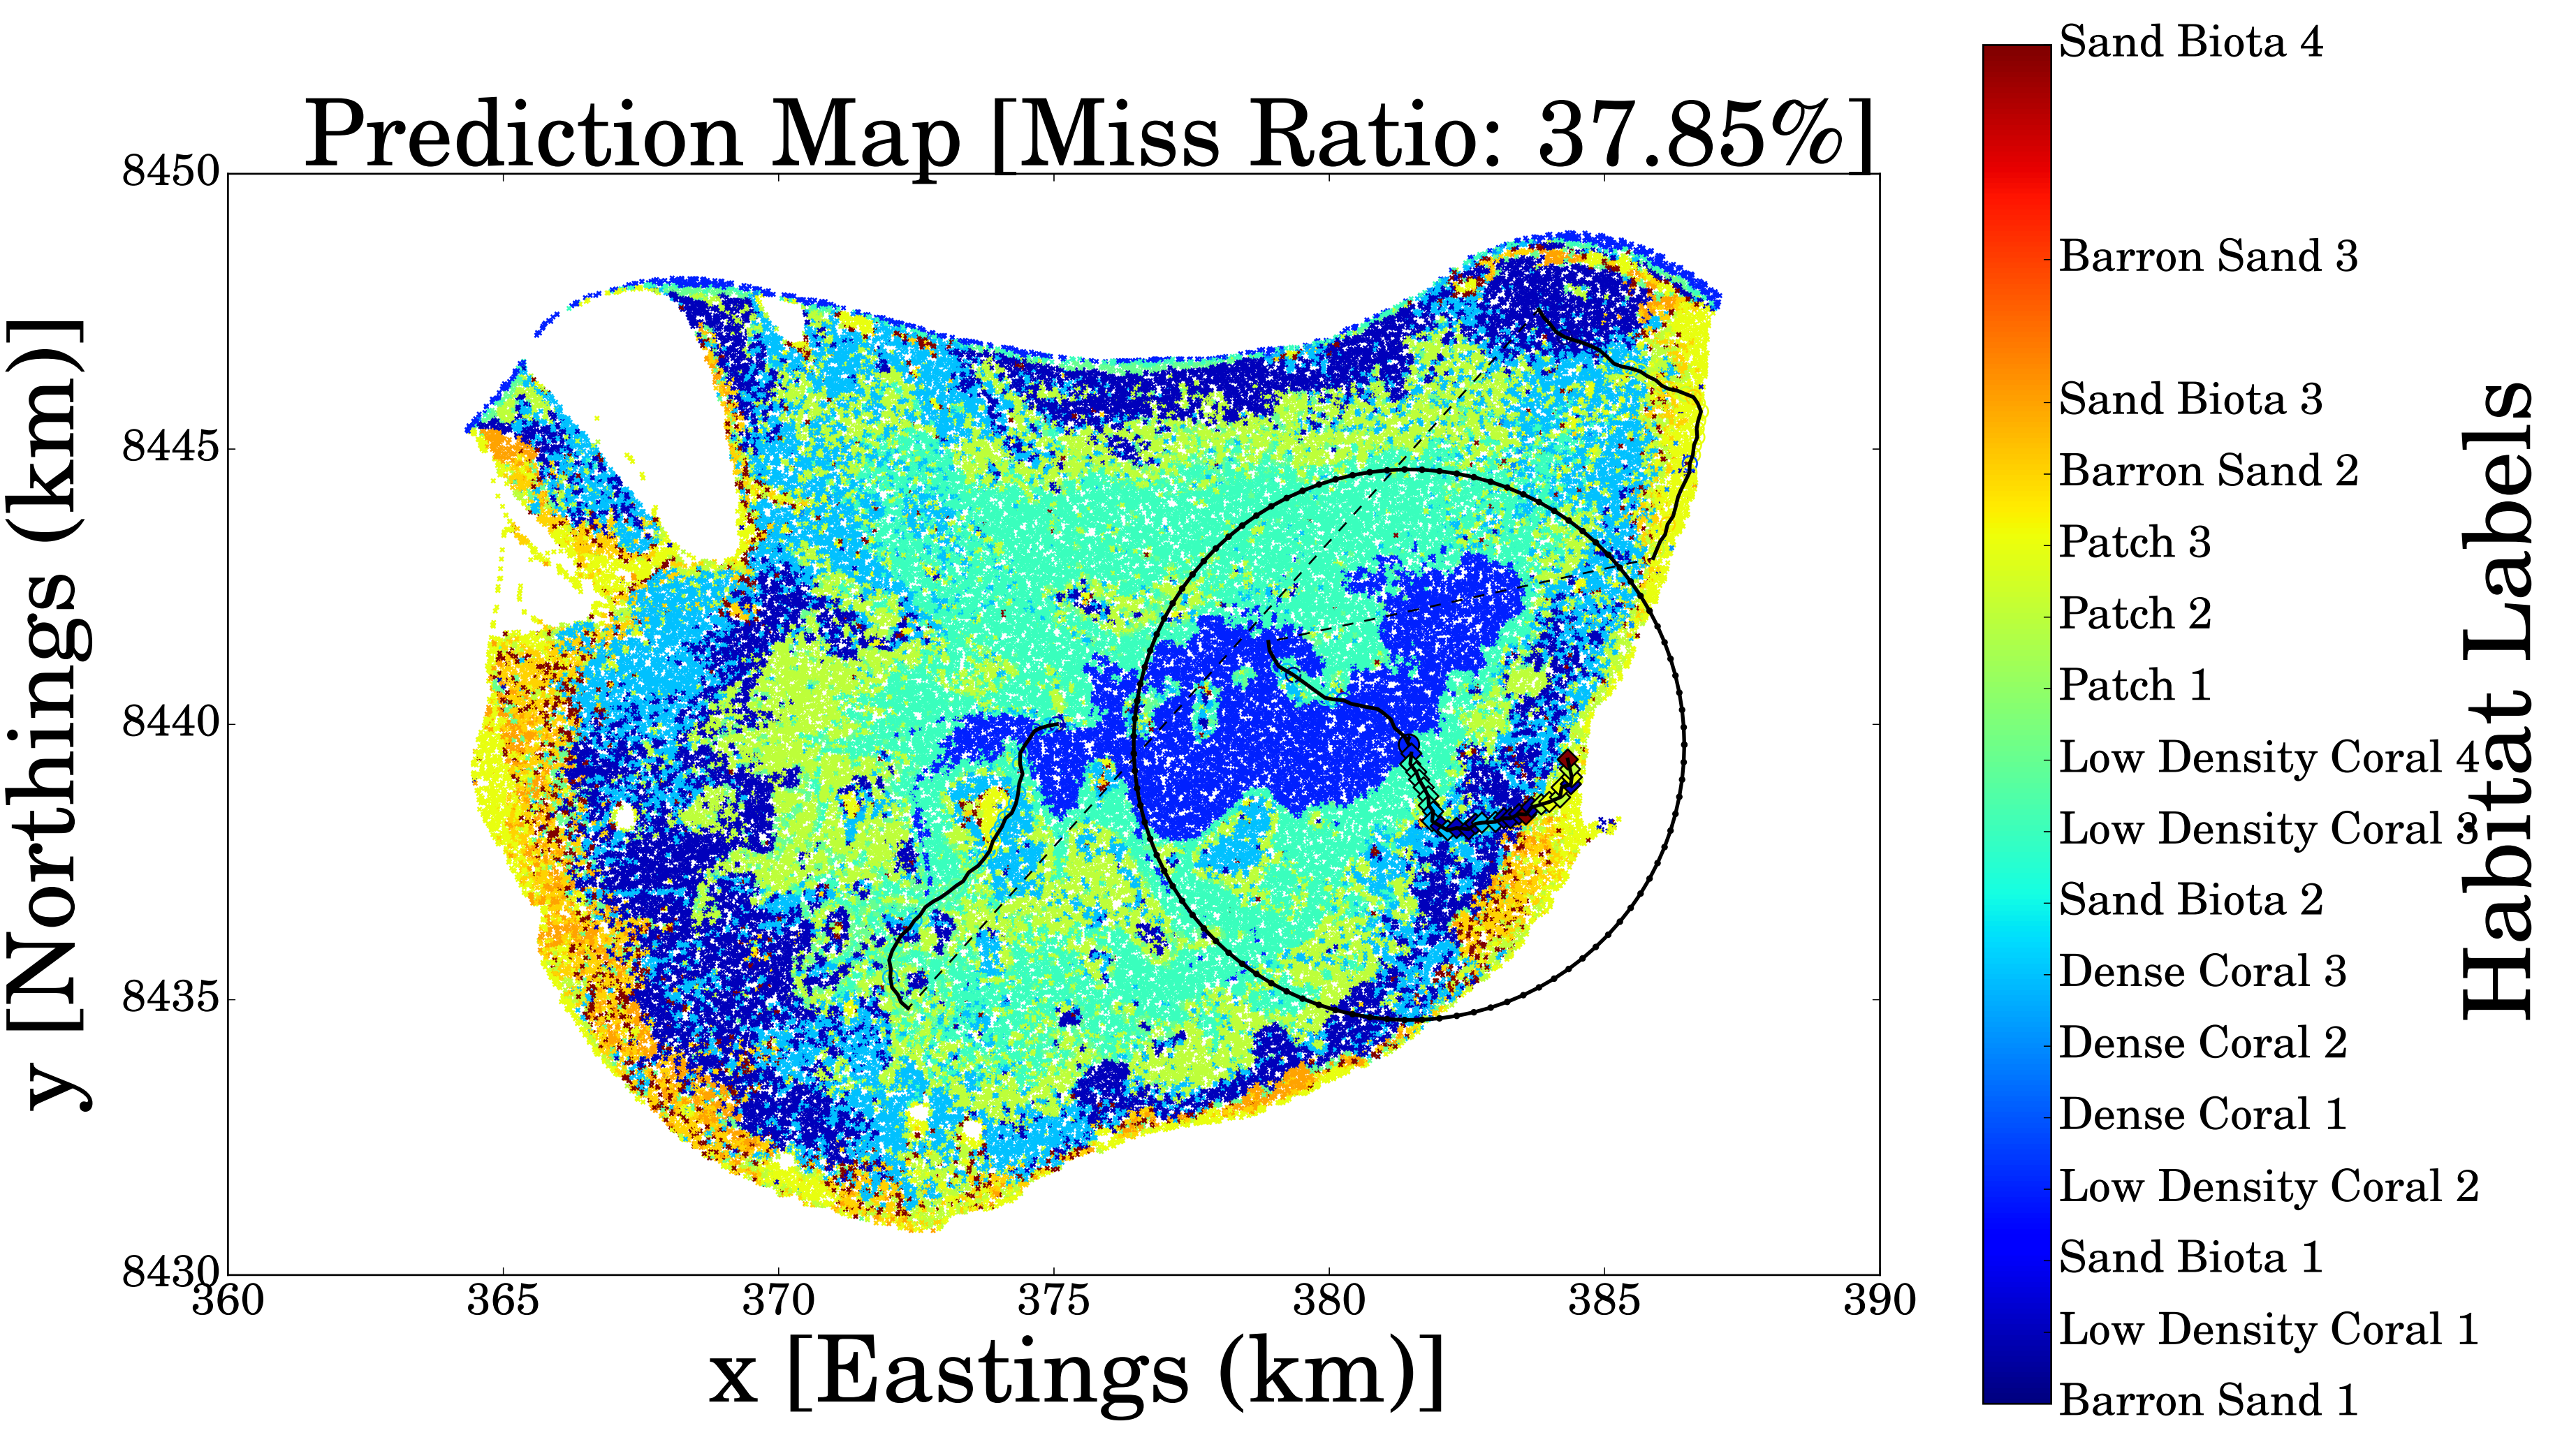 Prediction Map [Miss Ratio: 37.85%]
y [Northings (km)]
8450
8445
8440
8435
8430
360 365 370 375 380 385 390
x [Eastings (km)]
Sand Biota 4
Barron Sand 3
Sand Biota 3
Barron Sand 2
Patch 3
Patch 2
Patch 1
Low Density Coral 4
Low Density Coral 3
Sand Biota 2
Dense Coral 3
Dense Coral 2
Dense Coral 1
Low Density Coral 2
Sand Biota 1
Low Density Coral 1
Barron Sand 1
Habitat Labels